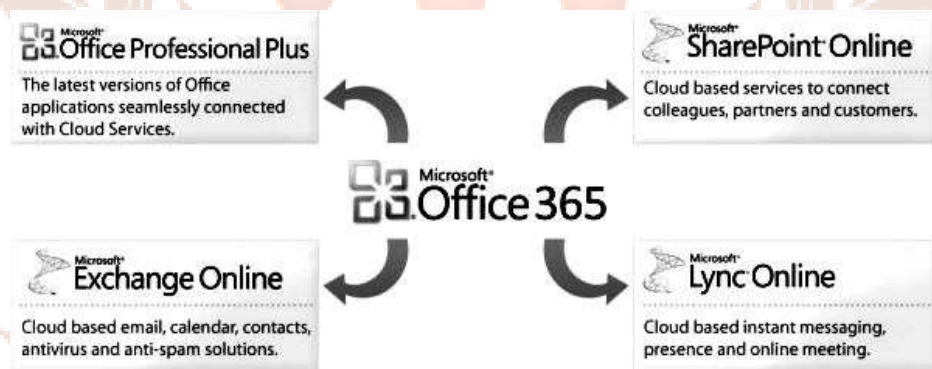 Microsoft®
Office Professional Plus
The latest versions of Office
applications seamlessly connected
with Cloud Services.
Microsoft®
SharePoint® Online
Cloud based services to connect
colleagues, partners and customers.
Microsoft®
Office 365
Microsoft®
Exchange Online
Cloud based email, calendar, contacts,
antivirus and anti-spam solutions.
Microsoft®
Lync® Online
Cloud based instant messaging,
presence and online meeting.